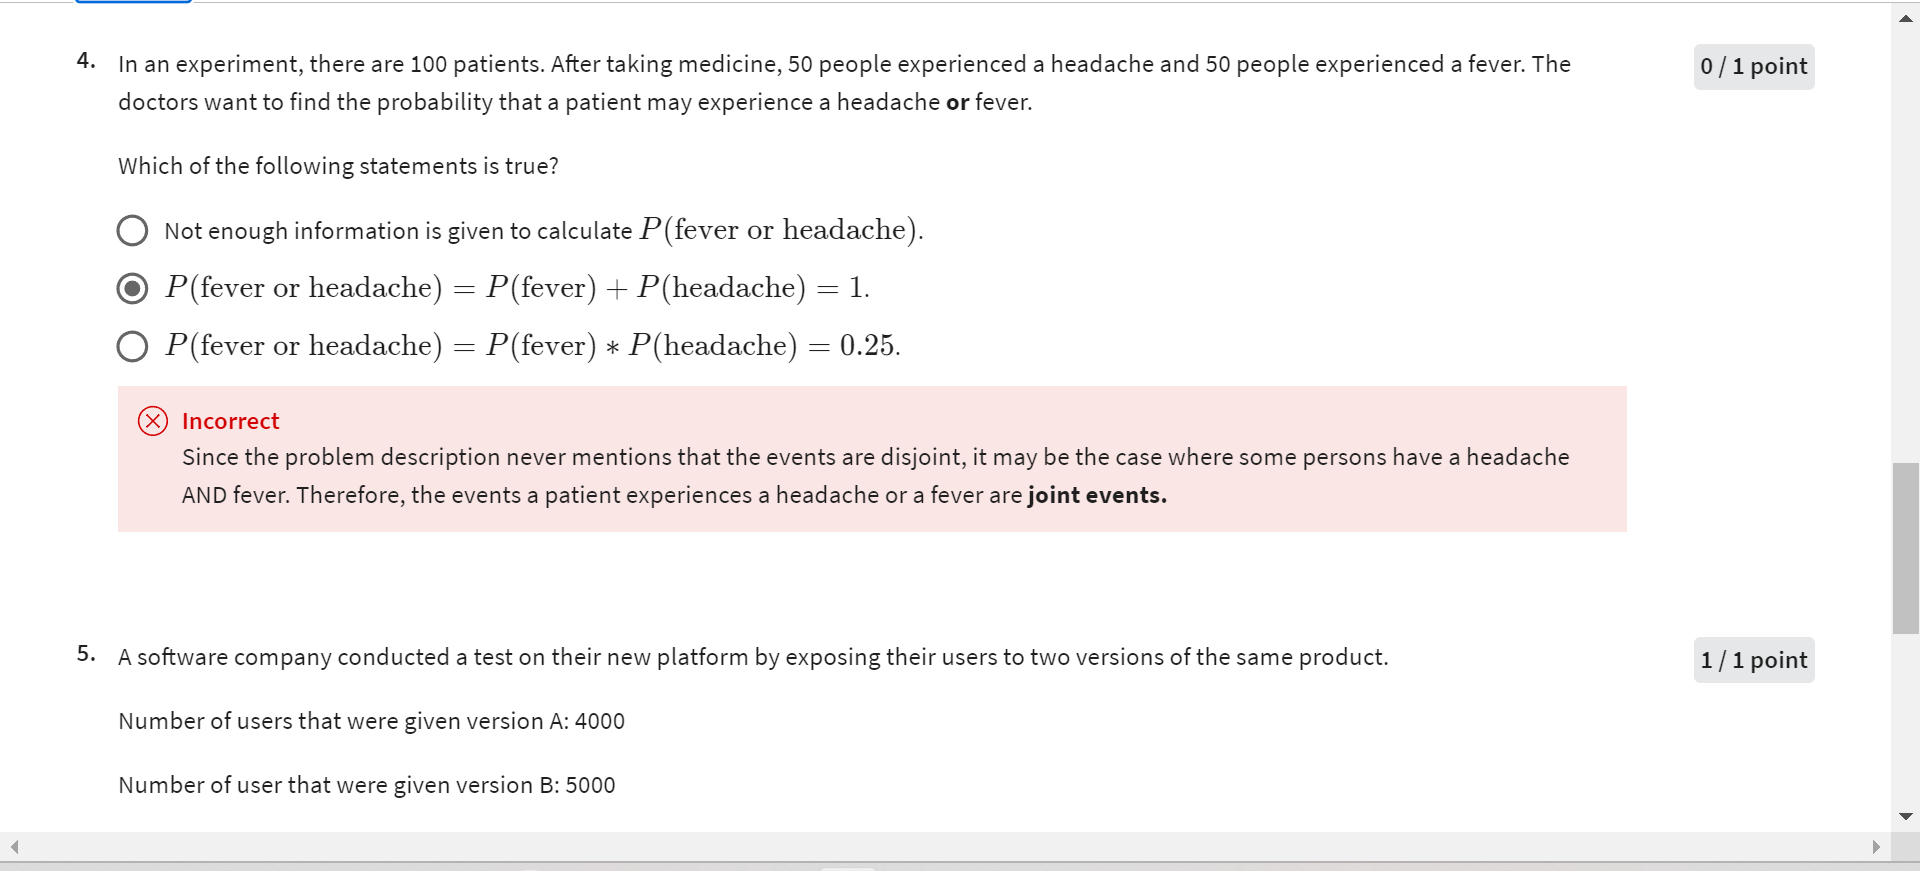 4. In an experiment, there are 100 patients. After taking medicine, 50 people experienced a headache and 50 people experienced a fever. The
doctors want to find the probability that a patient may experience a headache or fever.
0 / 1 point
Which of the following statements is true?
Not enough information is given to calculate P(fever or headache).
P(fever or headache) = P(fever) + P(headache) = 1.
P(fever or headache) = P(fever) ∗ P(headache) = 0.25.
Incorrect
Since the problem description never mentions that the events are disjoint, it may be the case where some persons have a headache
AND fever. Therefore, the events a patient experiences a headache or a fever are joint events.
5. A software company conducted a test on their new platform by exposing their users to two versions of the same product.
1 / 1 point
Number of users that were given version A: 4000
Number of user that were given version B: 5000